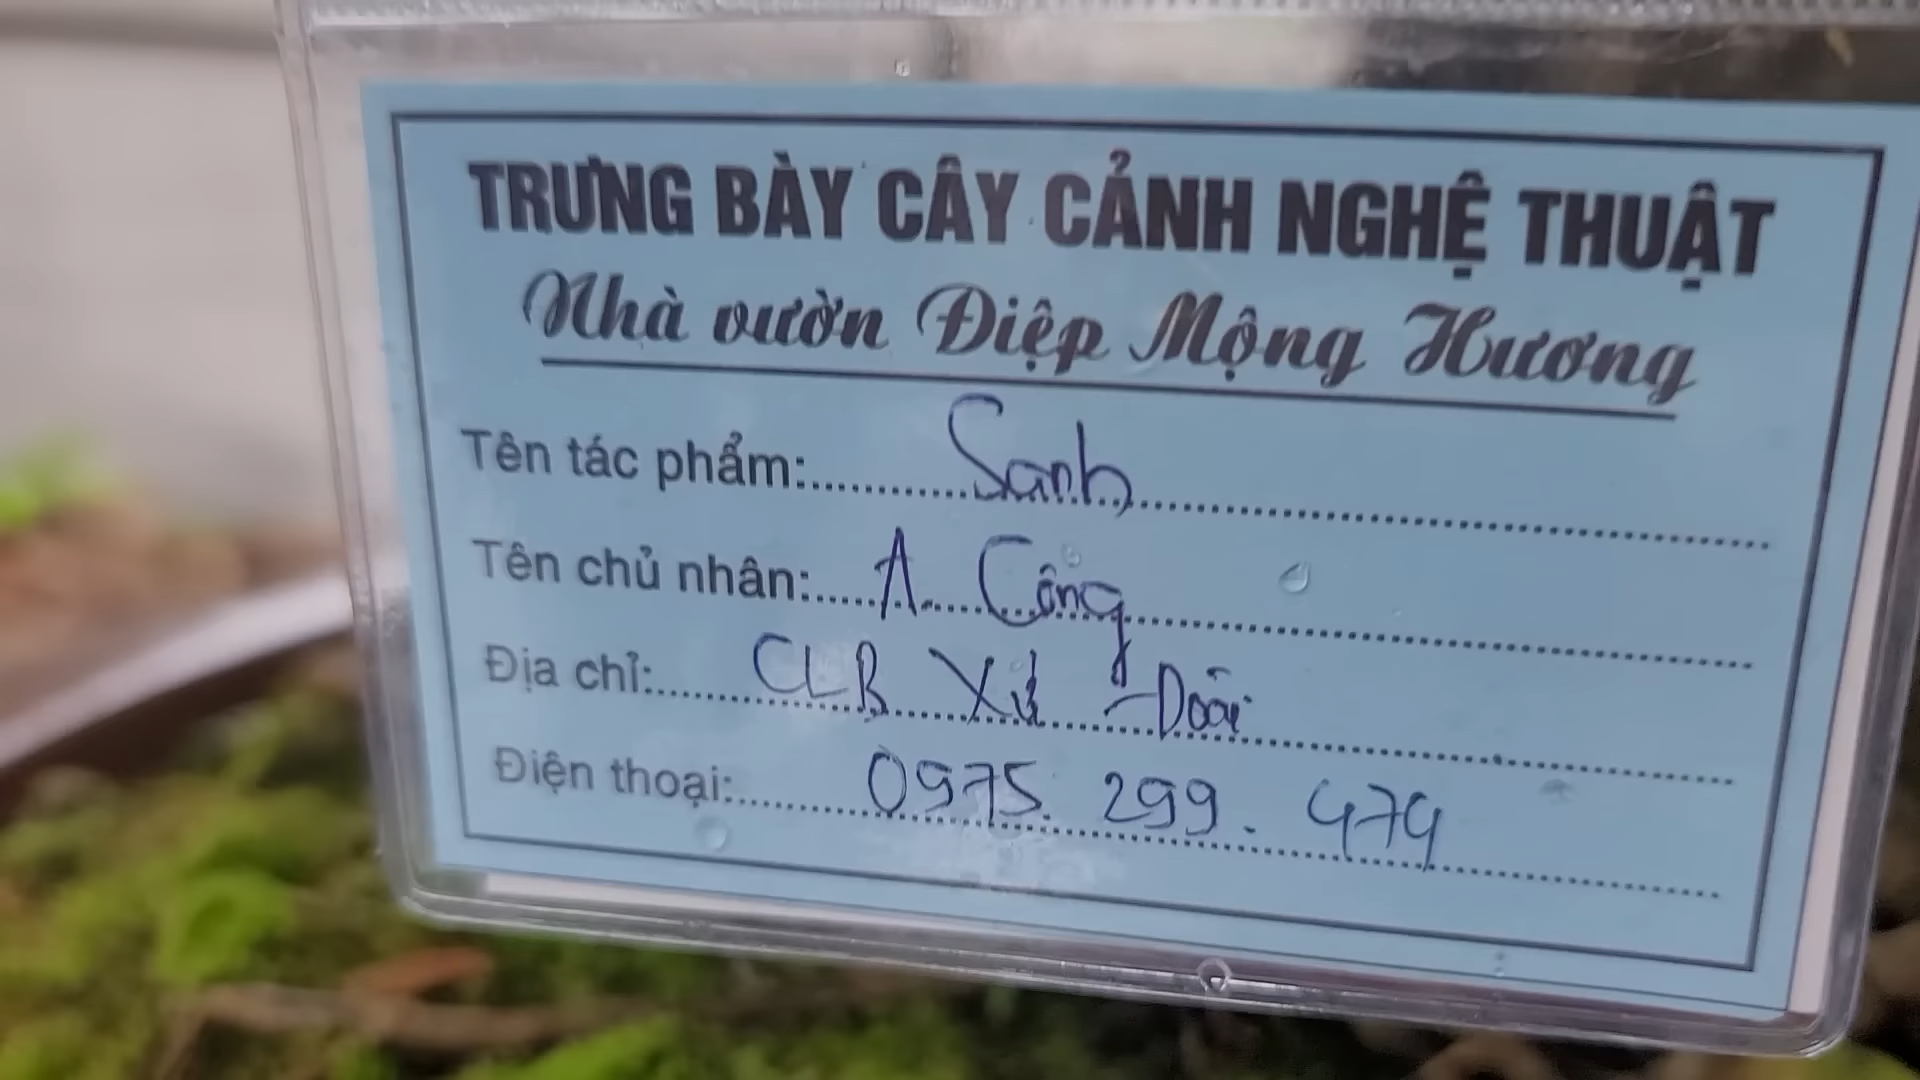 TRƯNG BÀY CÂY CẢNH NGHỆ THUẬT
Nhà vườn Điệp Mộng Hương
Tên tác phẩm: Sanh
Tên chủ nhân: A Công
Địa chỉ: CLB Xứ Đoài
Điện thoại: 0975. 299. 474